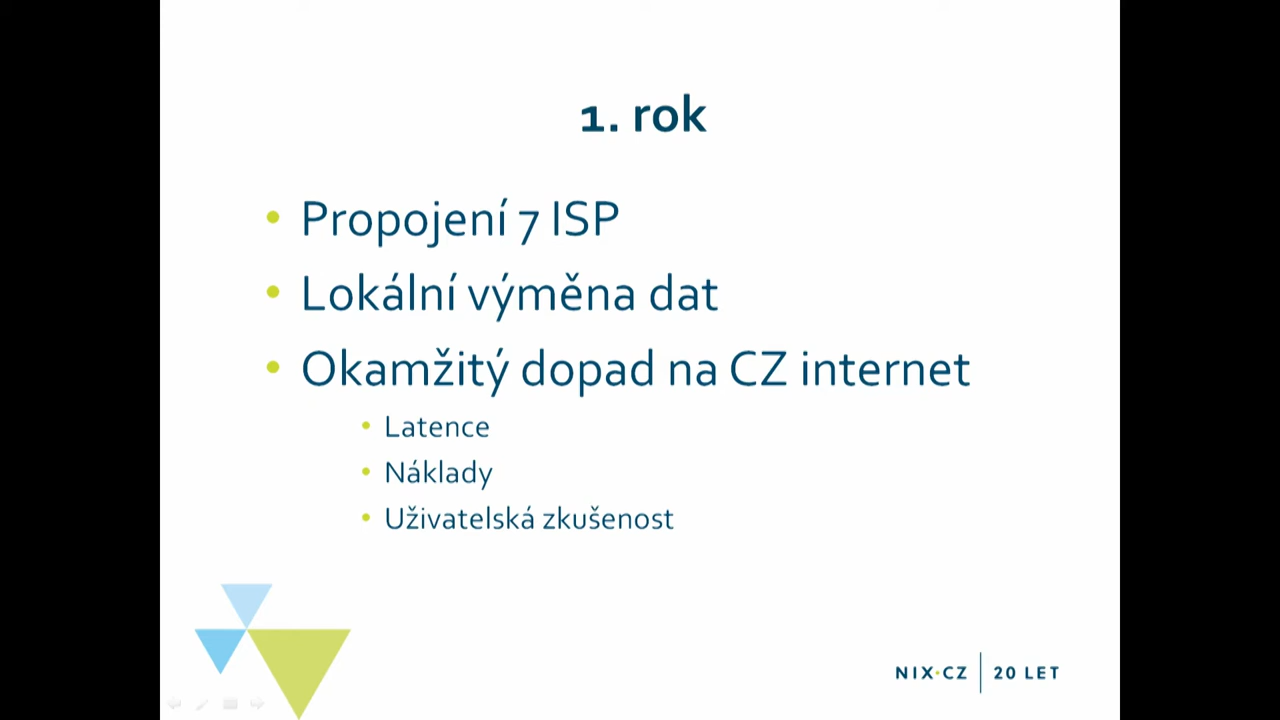 1. rok
• Propojení 7 ISP
• Lokální výměna dat
• Okamžitý dopad na CZ internet
• Latence
• Náklady
• Uživatelská zkušenost
NIX.CZ | 20 LET